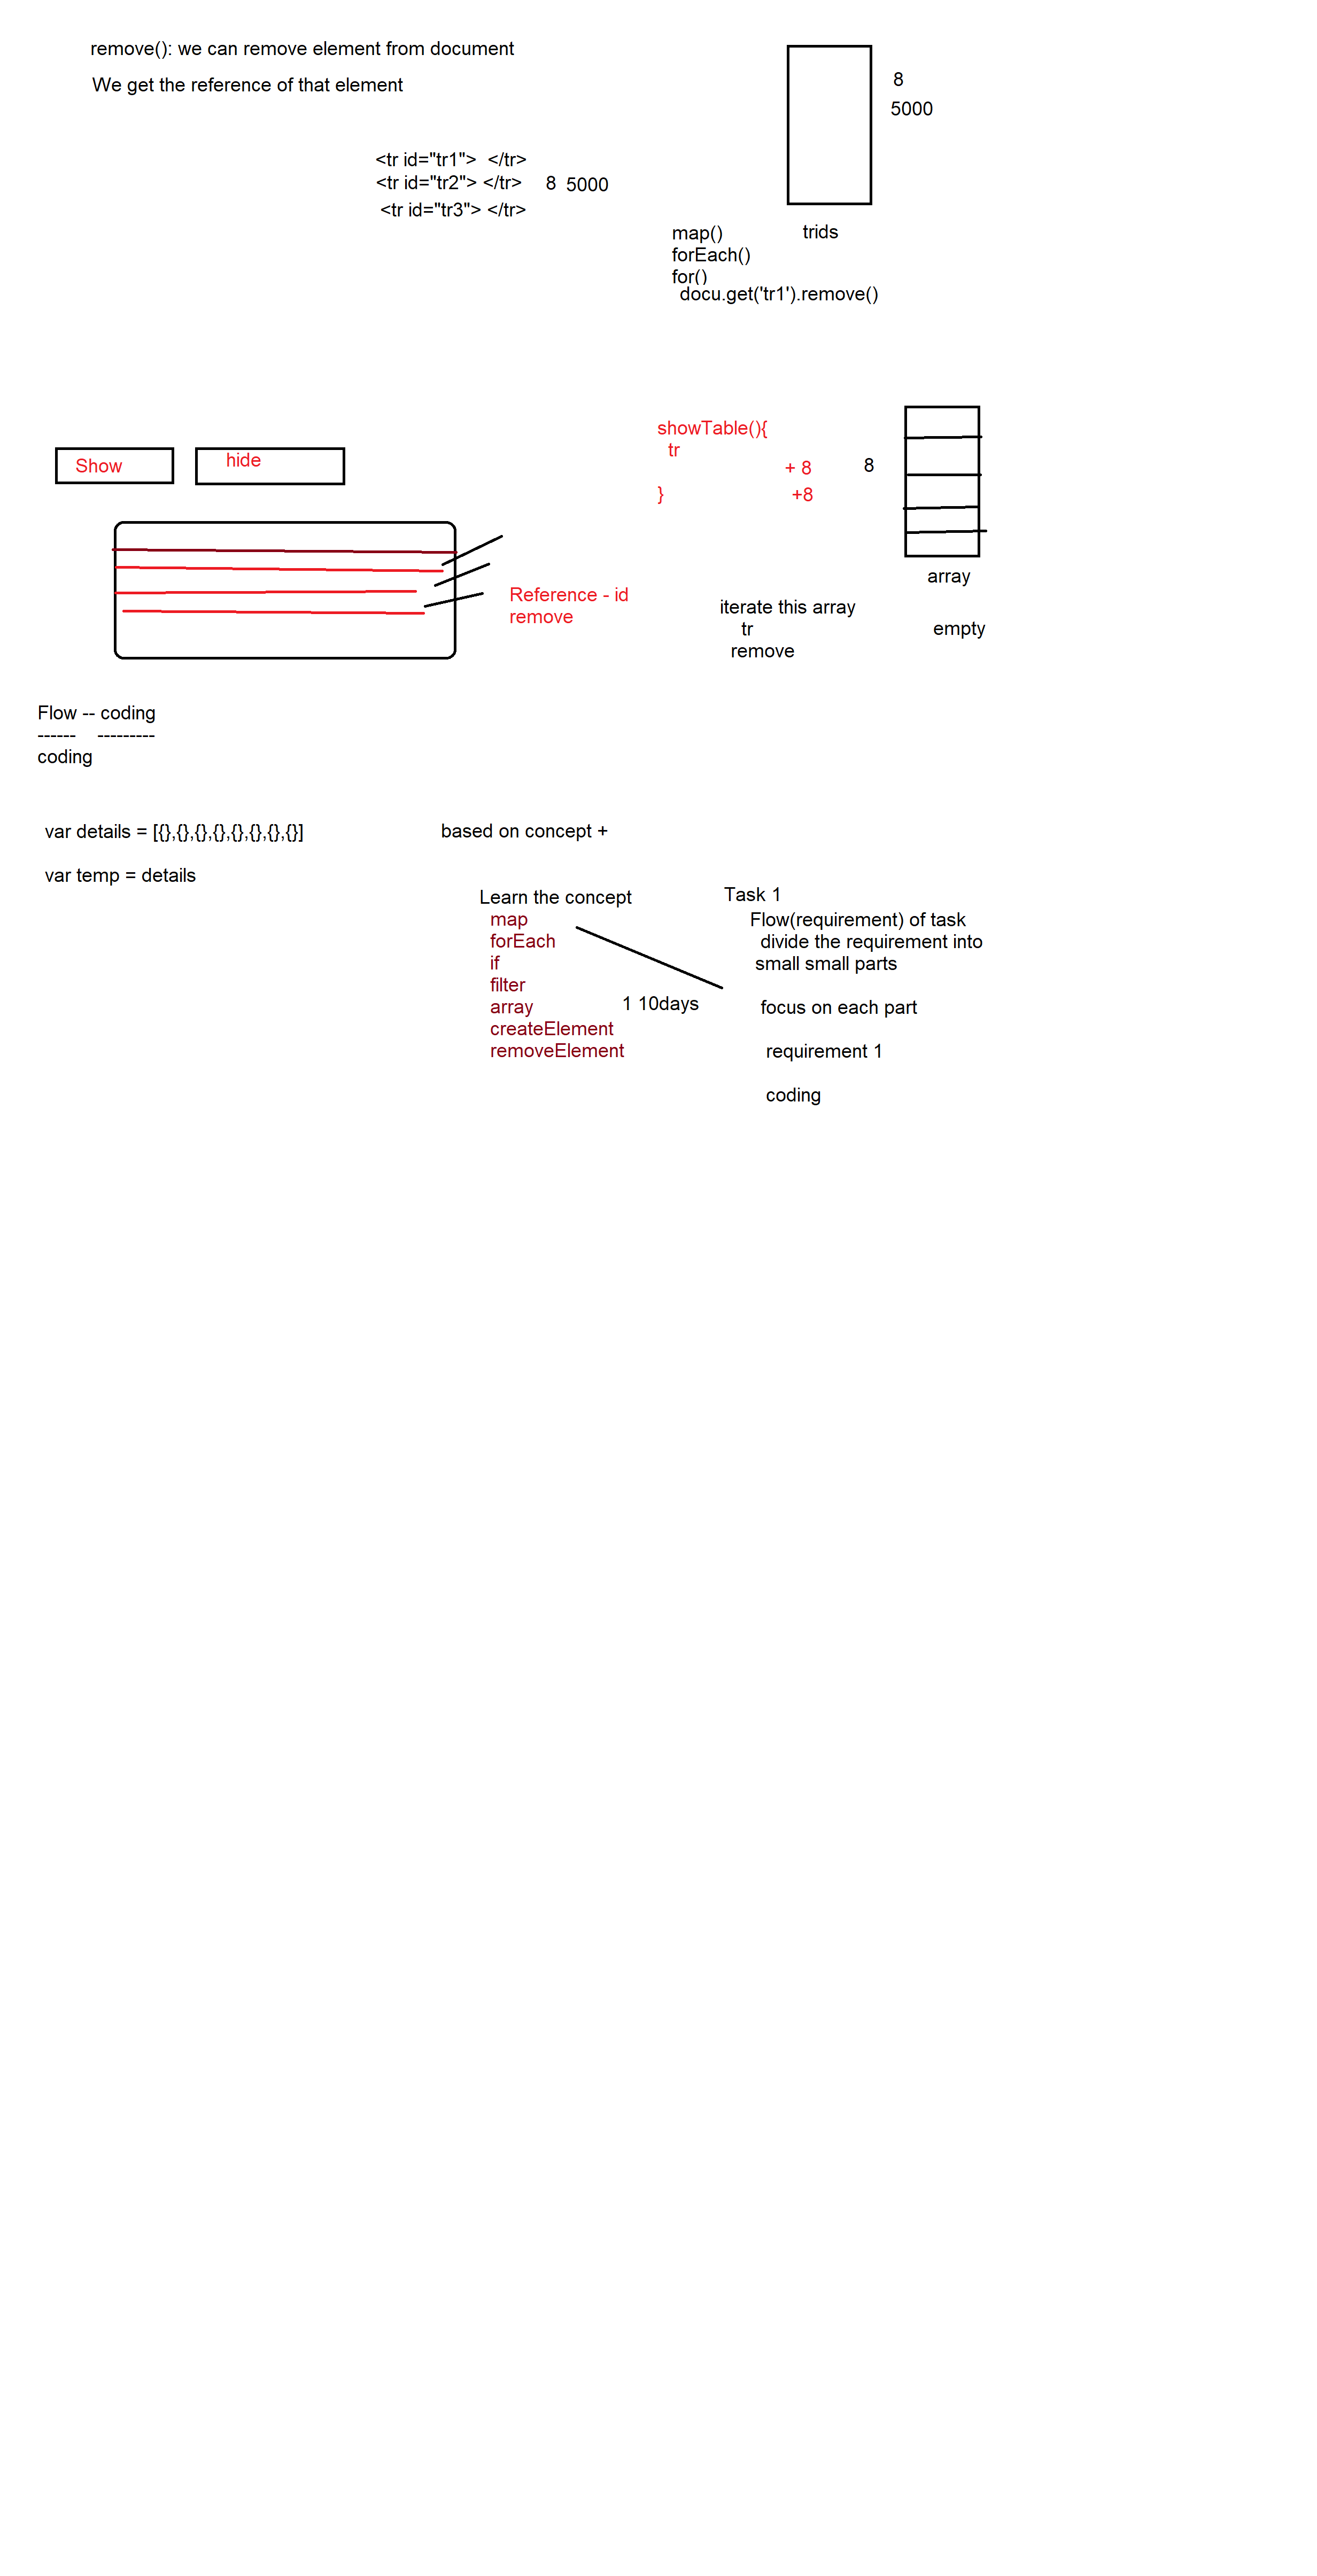 remove(): we can remove element from document
We get the reference of that element
8
5000
<tr id="tr1">  </tr>
<tr id="tr2"> </tr>   8  5000
<tr id="tr3"> </tr>
trids
map()
forEach()
for()
docu.get('tr1').remove()
Show
hide
showTable(){
tr
+ 8
}
+8
8
array
Reference - id
remove
iterate this array
tr
remove
empty
Flow -- coding
------    ---------
coding
var details = [{},{},{},{},{},{},{},{}]
var temp = details
based on concept +
Learn the concept
map
forEach
if
filter
array
createElement
removeElement
1 10days
Task 1
Flow(requirement) of task
divide the requirement into
small small parts
focus on each part
requirement 1
coding